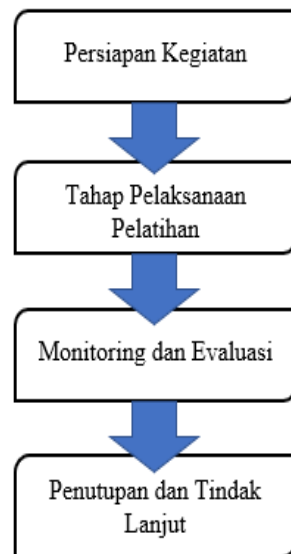 Persiapan Kegiatan
Tahap Pelaksanaan
Pelatihan
Monitoring dan Evaluasi
Penutupan dan Tindak
Lanjut